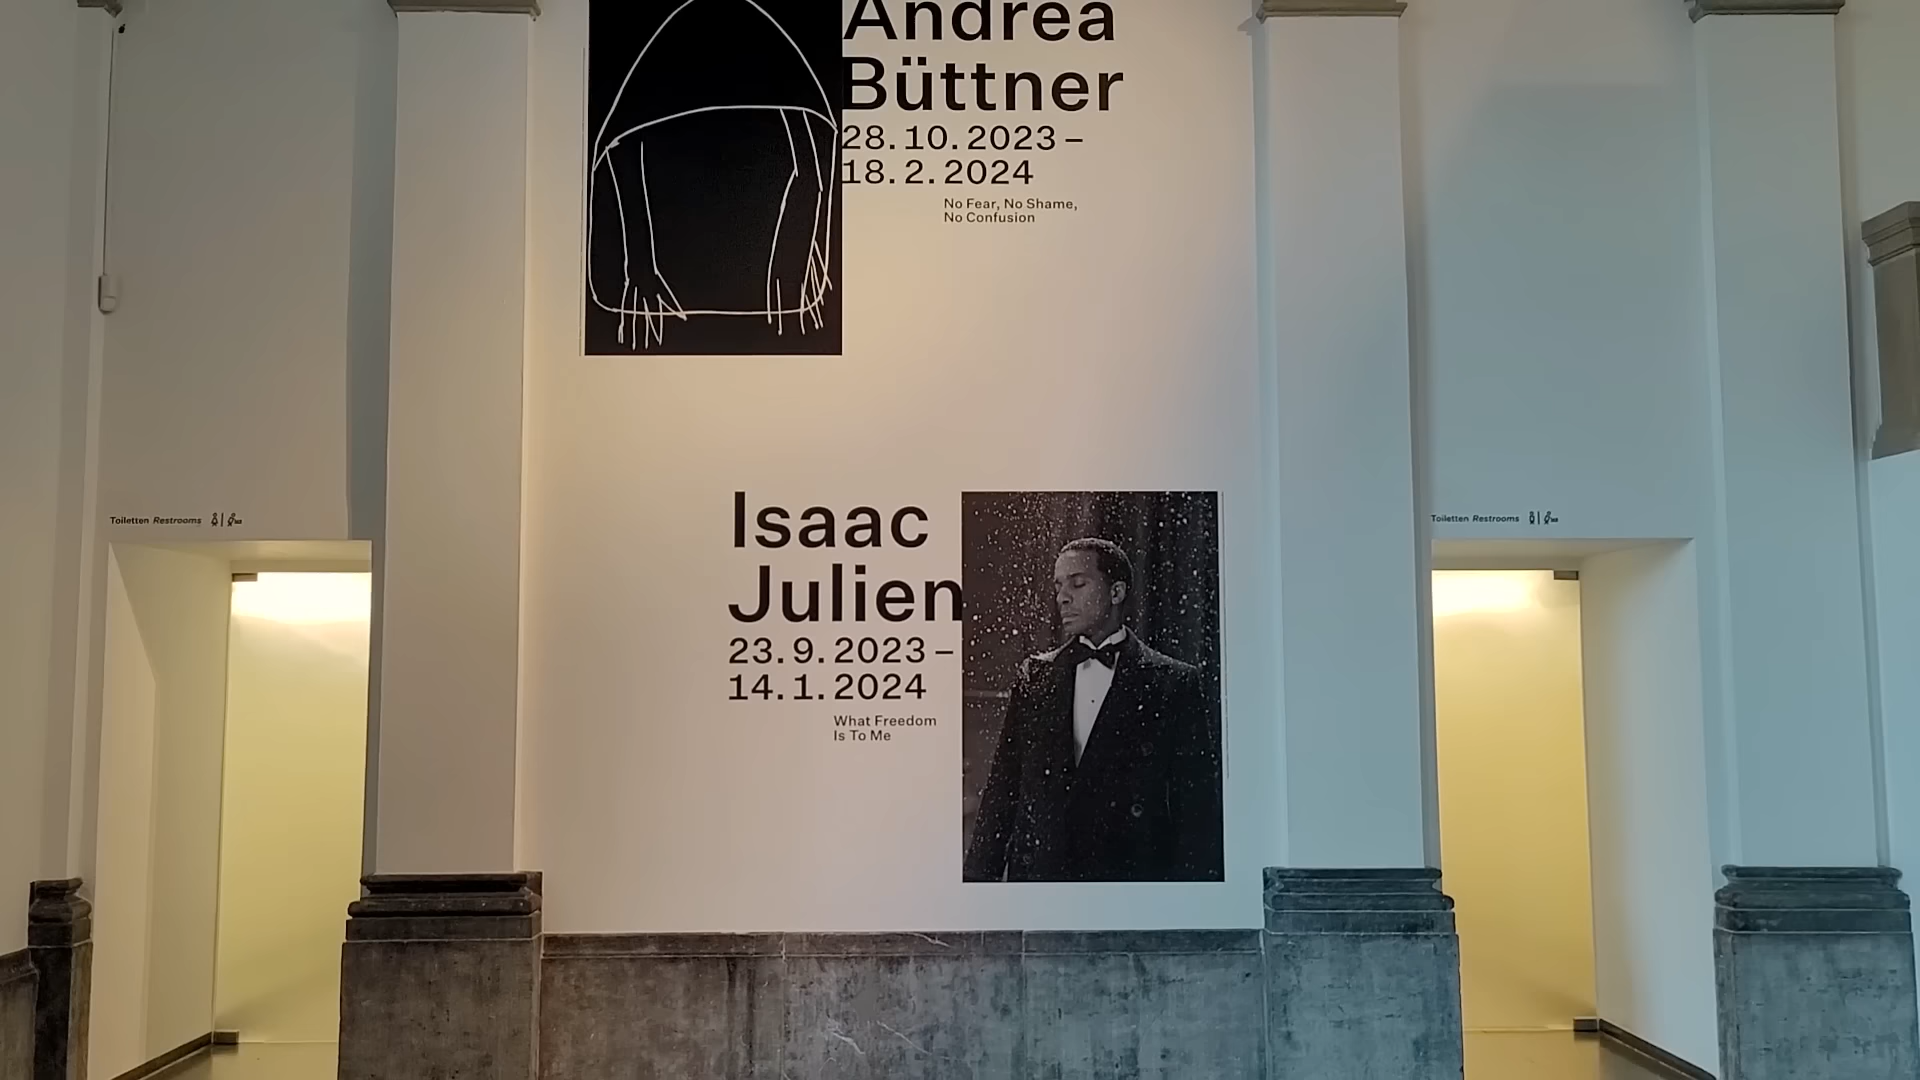 Andrea
Büttner
28.10.2023 –
18.2.2024
No Fear, No Shame,
No Confusion
Isaac
Julien
23.9.2023 –
14.1.2024
What Freedom
Is To Me
Toiletten Restrooms
Toiletten Restrooms